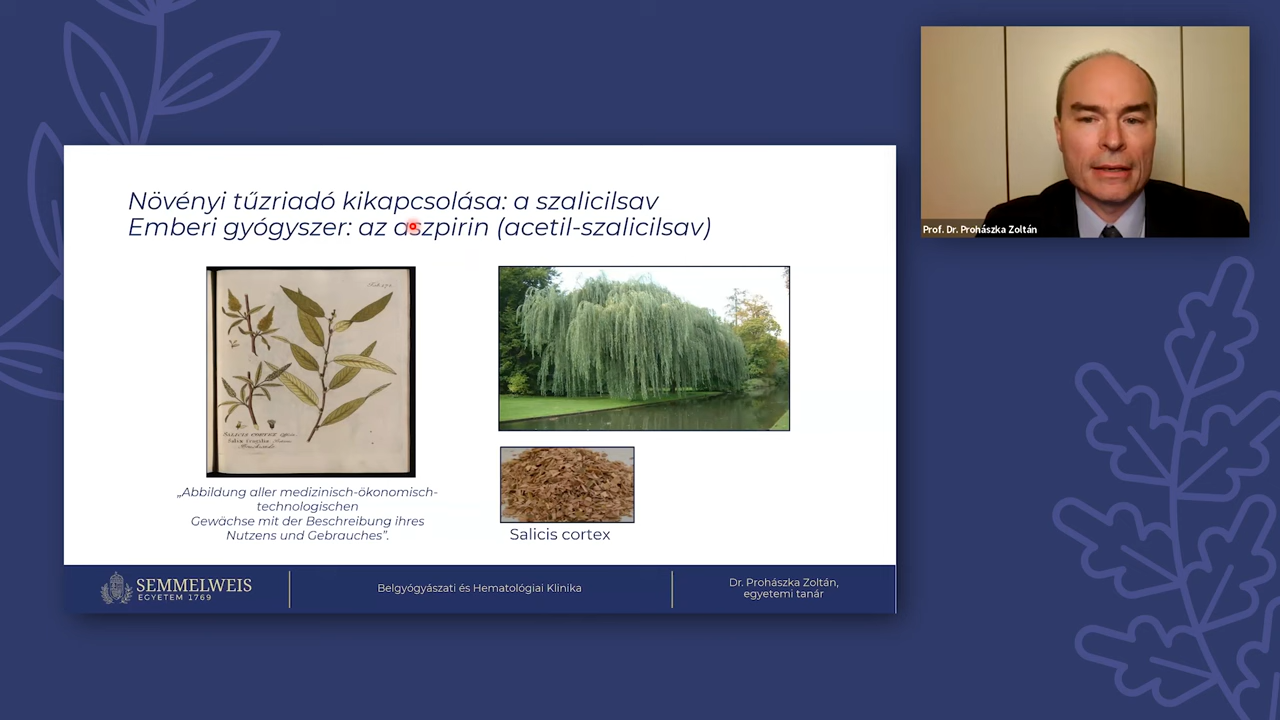 Növényi tűzriadó kikapcsolása: a szalicilsav
Emberi gyógyszer: az aszpirin (acetil-szalicilsav)
Prof. Dr. Prohászka Zoltán
„Abbildung aller medizinisch-ökonomisch-
technologischen
Gewächse mit der Beschreibung ihres
Nutzens und Gebrauches”.
Salicis cortex
SEMMELWEIS
EGYETEM 1769
Belgyógyászati és Hematológiai Klinika
Dr. Prohászka Zoltán,
egyetemi tanár